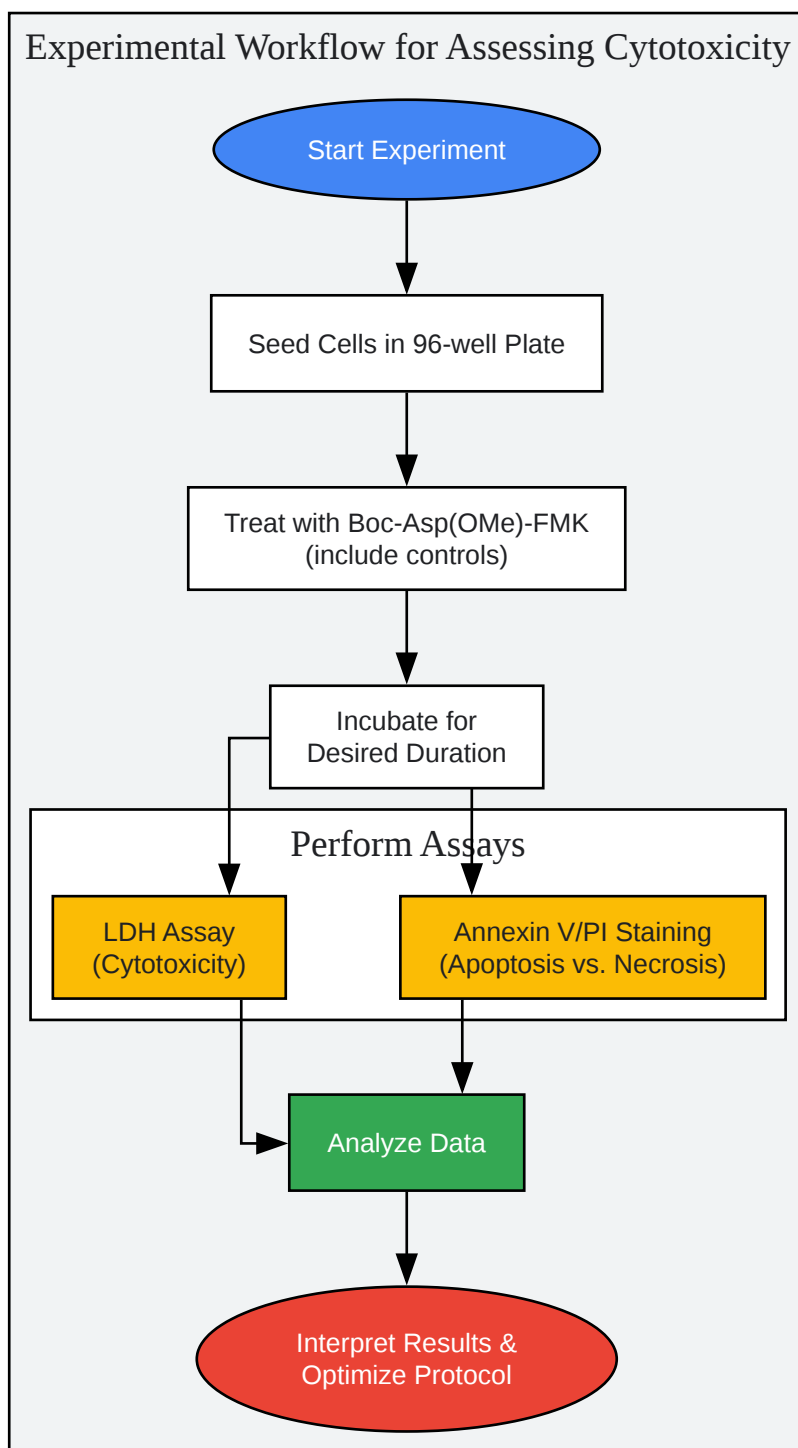 Experimental Workflow for Assessing Cytotoxicity
Start Experiment
Seed Cells in 96-well Plate
Treat with Boc-Asp(OMe)-FMK
(include controls)
Incubate for
Desired Duration
Perform Assays
LDH Assay
(Cytotoxicity)
Annexin V/PI Staining
(Apoptosis vs. Necrosis)
Analyze Data
Interpret Results &
Optimize Protocol